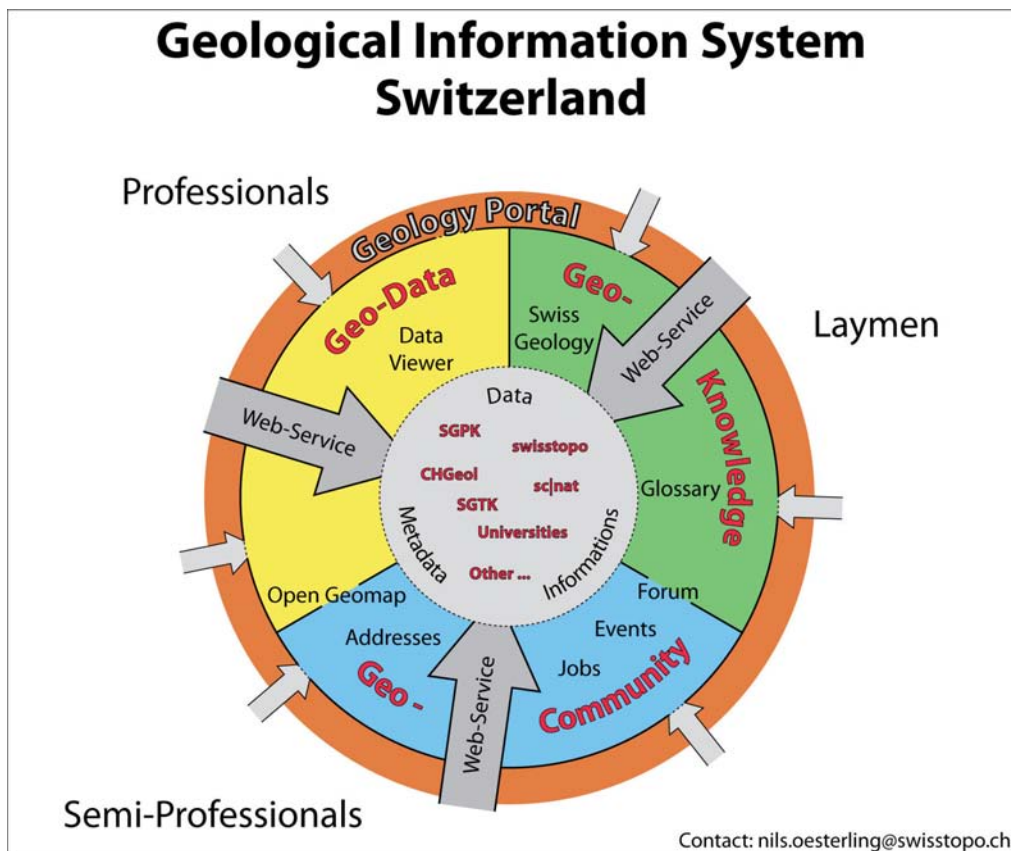 Geological Information System
Switzerland
Professionals
Laymen
Semi-Professionals
Geology Portal
Geo-Data
Data
Viewer
Web-Service
Open Geomap
Geo-
Knowledge
Swiss
Geology
Web-Service
Glossary
Forum
Geo -
Community
Addresses
Events
Jobs
Web-Service
Data
Metadata
Informations
SGPK
swisstopo
CHGeol
sc|nat
SGTK
Universities
Other ...
Contact: nils.oesterling@swisstopo.ch